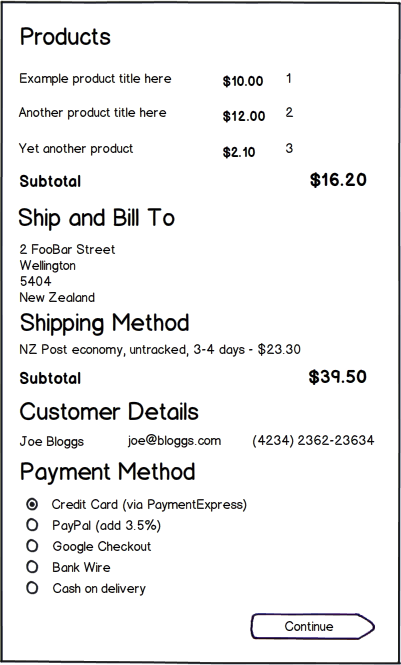 Products
Example product title here $10.00 1
Another product title here $12.00 2
Yet another product $2.10 3
Subtotal $16.20
Ship and Bill To
2 FooBar Street
Wellington
5404
New Zealand
Shipping Method
NZ Post economy, untracked, 3-4 days - $23.30
Subtotal $39.50
Customer Details
Joe Bloggs joe@bloggs.com (4234) 2362-23634
Payment Method
Credit Card (via PaymentExpress)
PayPal (add 3.5%)
Google Checkout
Bank Wire
Cash on delivery
Continue